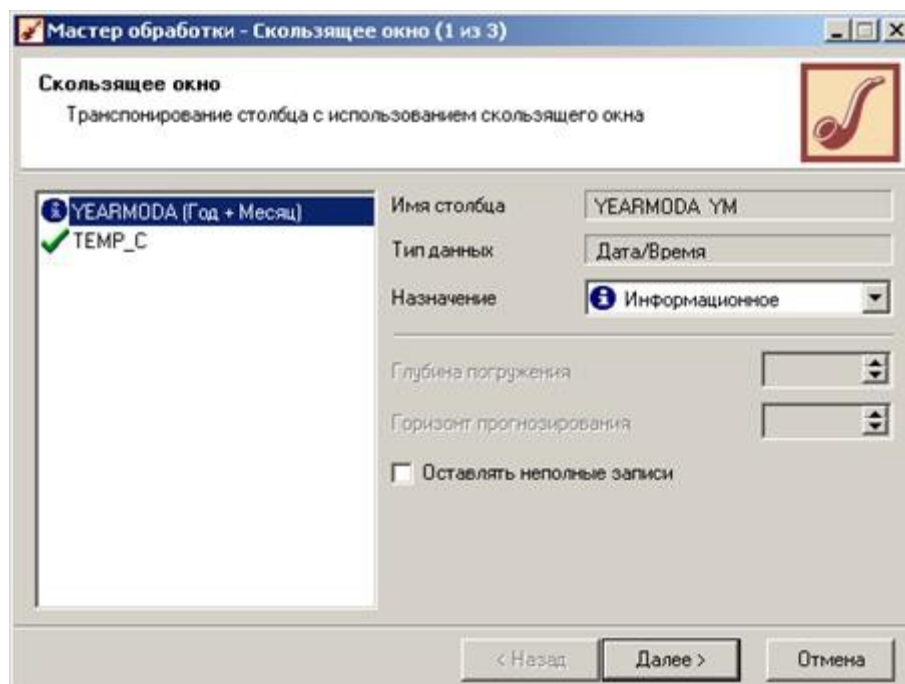 Мастер обработки - Скользящее окно (1 из 3)
Скользящее окно
Транспонирование столбца с использованием скользящего окна
YEARMODA (Год + Месяц)
TEMP_C
Имя столбца
YEARMODA YM
Тип данных
Дата/Время
Назначение
Информационное
Глубина погружения
Горизонт прогнозирования
Оставлять неполные записи
< Назад
Далее >
Отмена